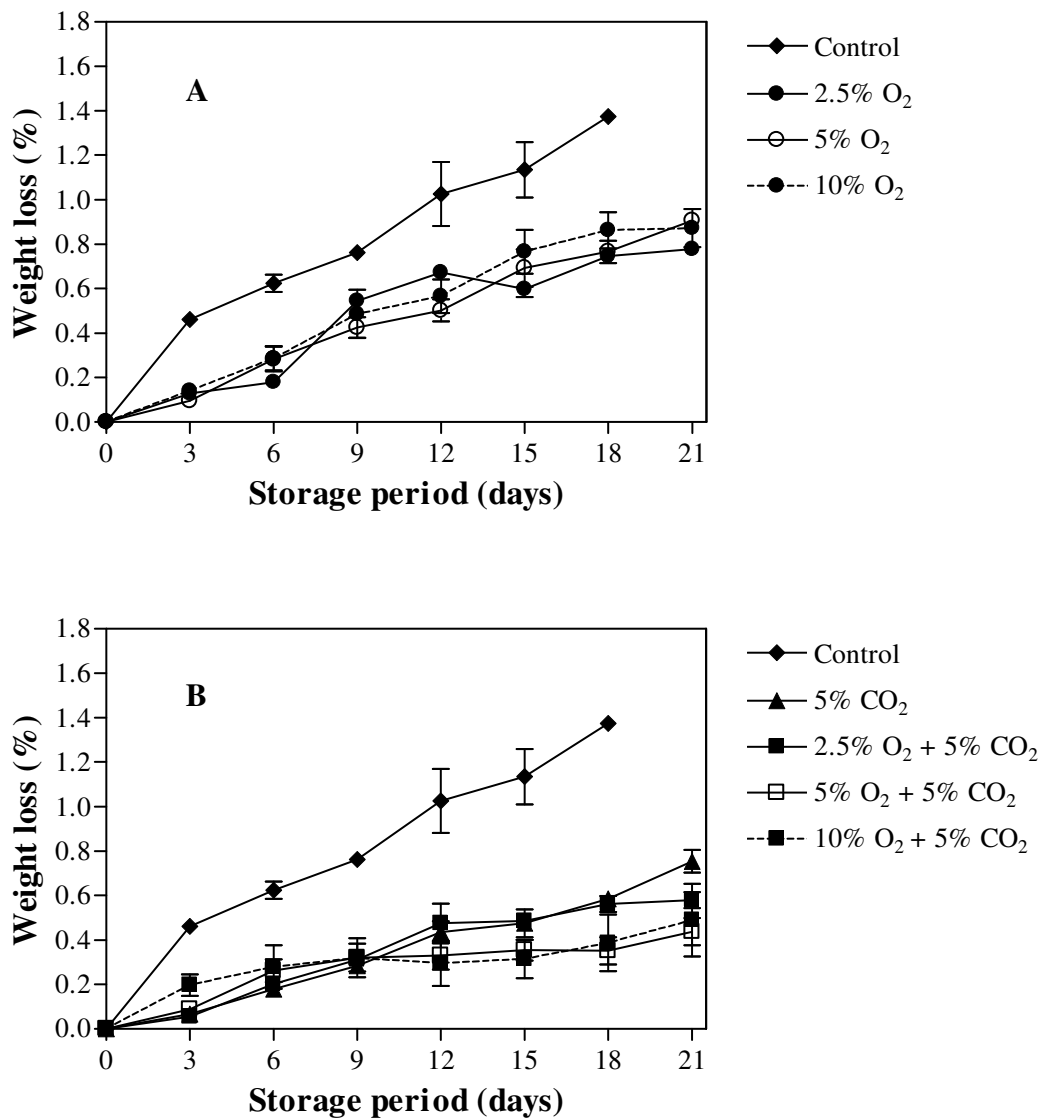 1.8
1.6
1.4
1.2
1.0
0.8
0.6
0.4
0.2
0.0
Weight loss (%)
A
0 3 6 9 12 15 18 21
Storage period (days)
Control
2.5% O₂
5% O₂
10% O₂
1.8
1.6
1.4
1.2
1.0
0.8
0.6
0.4
0.2
0.0
Weight loss (%)
B
0 3 6 9 12 15 18 21
Storage period (days)
Control
5% CO₂
2.5% O₂ + 5% CO₂
5% O₂ + 5% CO₂
10% O₂ + 5% CO₂